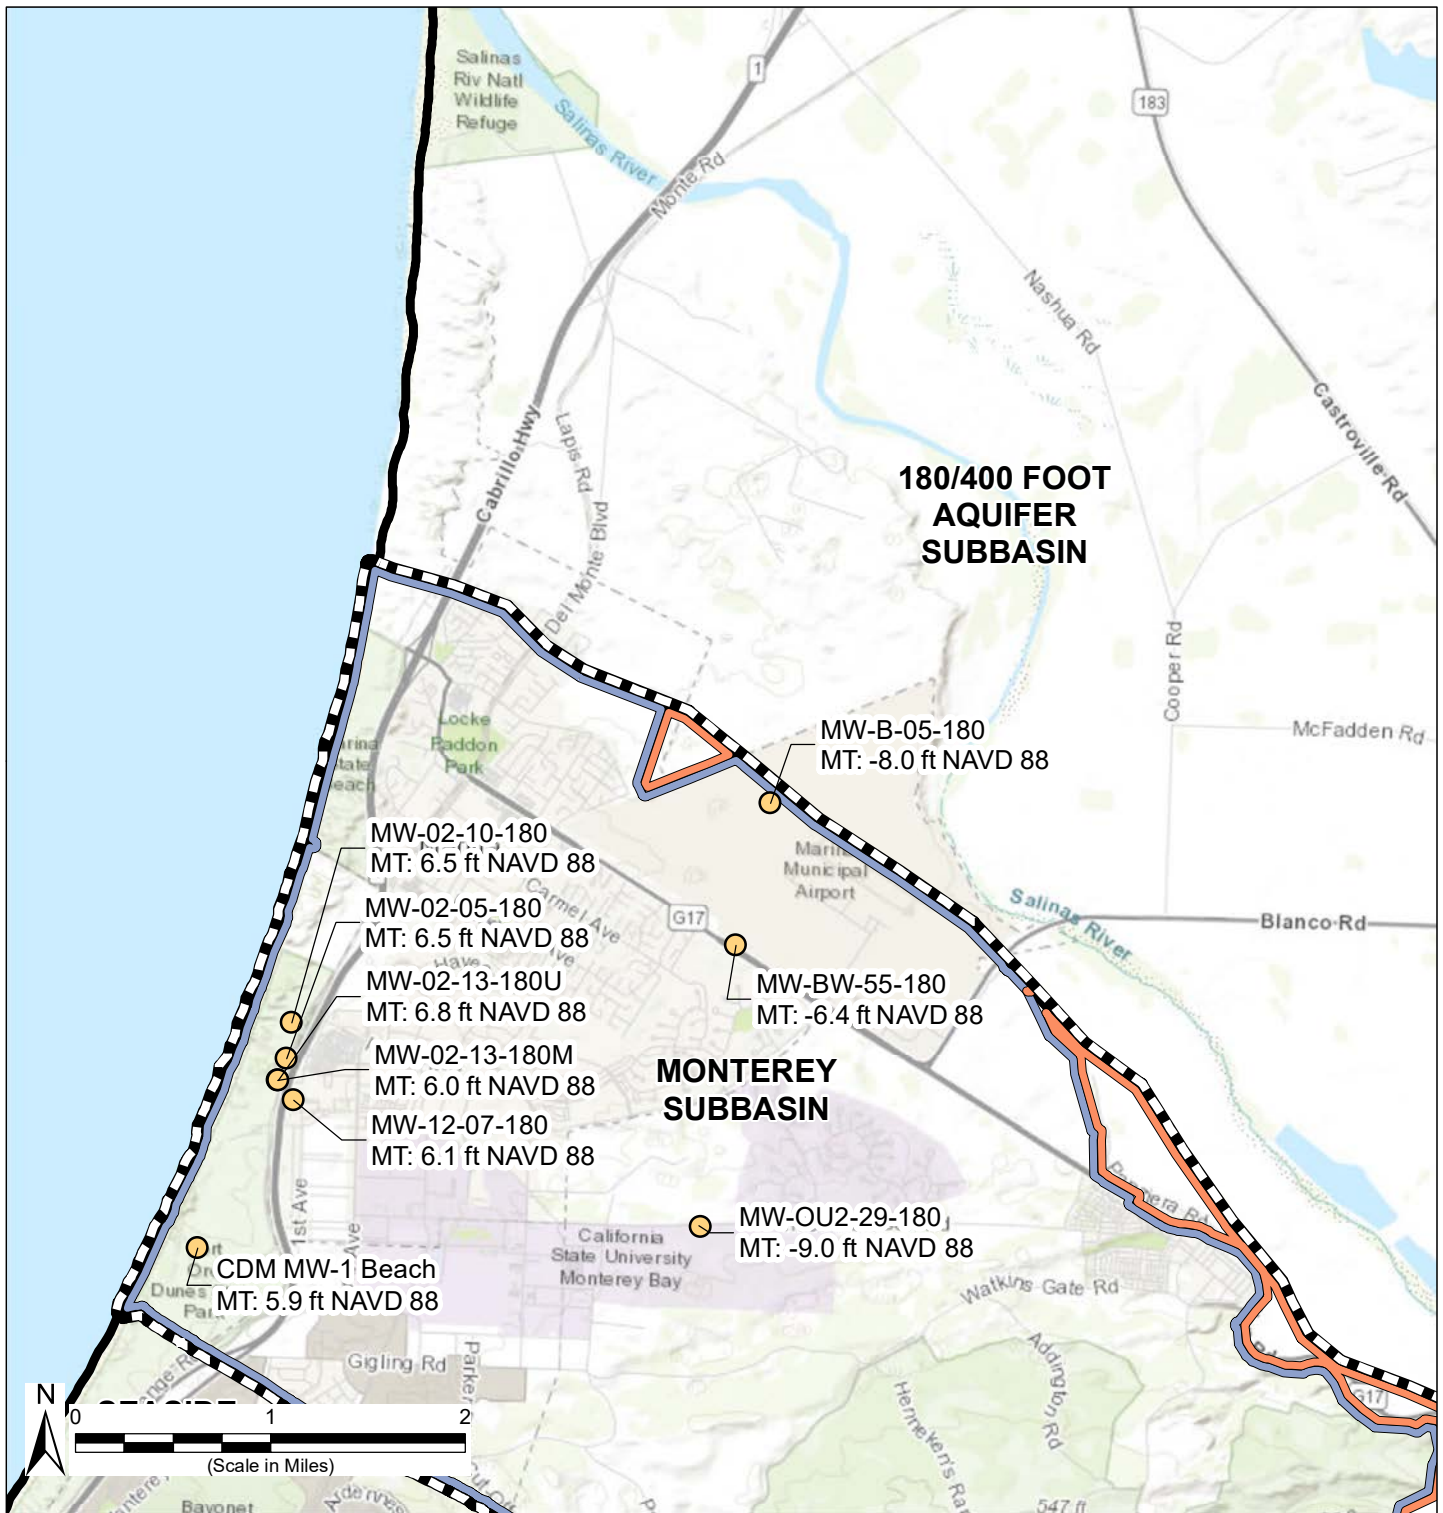 Salinas
Riv Natl
Wildlife
Refuge
Salinas River
1
183
Monte Rd
Nashua Rd
Castroville Rd
Cabrillo Hwy
Lapis Rd
Del Monte Blvd
180/400 FOOT
AQUIFER
SUBBASIN
Cooper Rd
McFadden Rd
Locke
Paddon
Park
MW-B-05-180
MT: -8.0 ft NAVD 88
MW-02-10-180
MT: 6.5 ft NAVD 88
Marina
Municipal
Airport
Carmel Ave
Ave
MW-02-05-180
MT: 6.5 ft NAVD 88
G17
Salinas River
Blanco Rd
MW-02-13-180U
MT: 6.8 ft NAVD 88
MW-BW-55-180
MT: -6.4 ft NAVD 88
MW-02-13-180M
MT: 6.0 ft NAVD 88
MONTEREY
SUBBASIN
MW-12-07-180
MT: 6.1 ft NAVD 88
1st Ave
Ave
MW-OU2-29-180
MT: -9.0 ft NAVD 88
California
State University
Monterey Bay
CDM MW-1 Beach
MT: 5.9 ft NAVD 88
Dunes
Watkins Gate Rd
Gigling Rd
Parker
Addington Rd
G17
N
0 1 2
(Scale in Miles)
547 ft
Bayonet